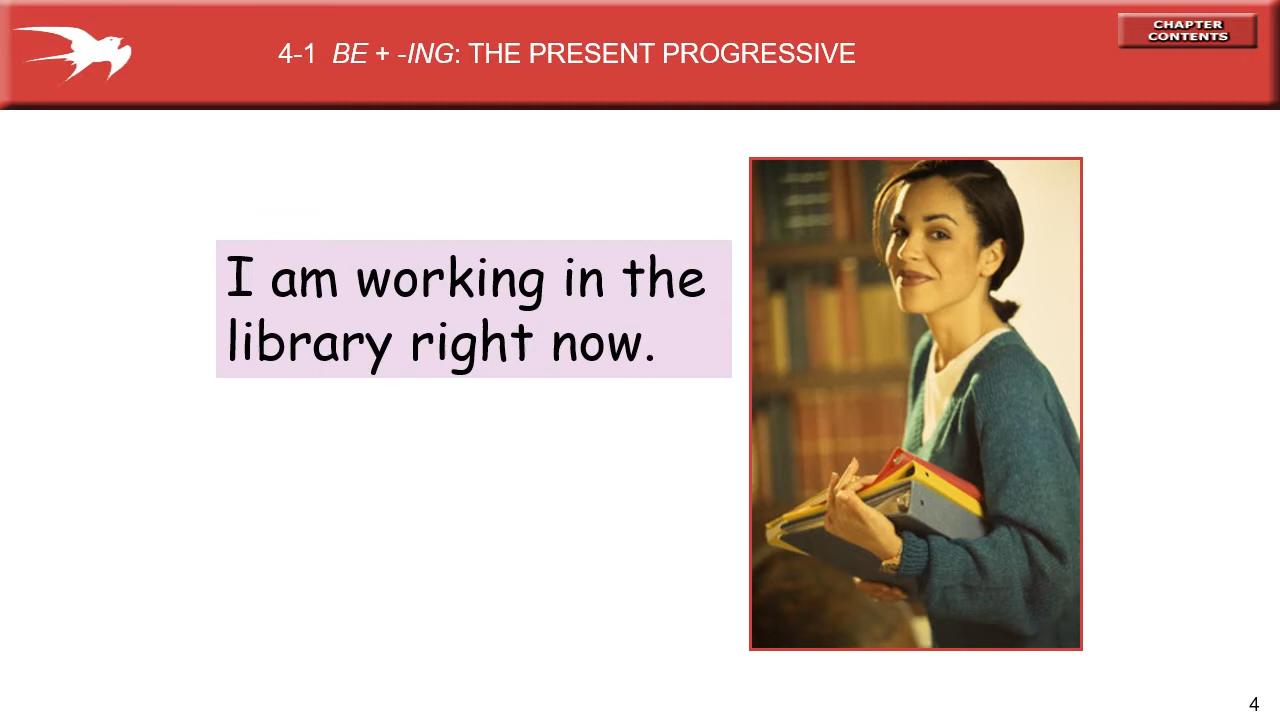 4-1 BE + -ING: THE PRESENT PROGRESSIVE
CHAPTER
CONTENTS
I am working in the
library right now.
4